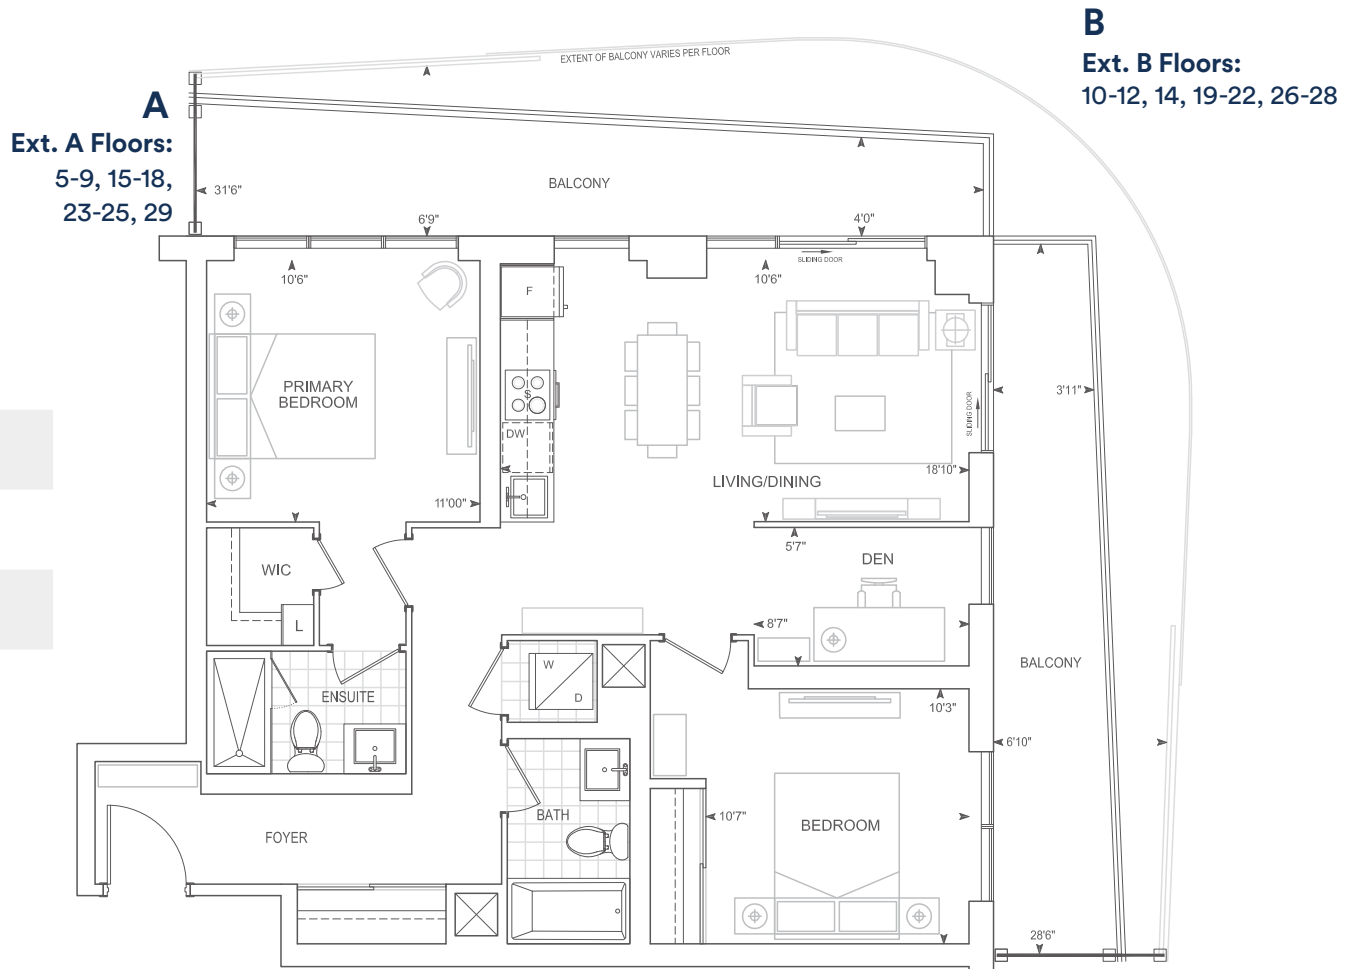 B
Ext. B Floors:
10-12, 14, 19-22, 26-28
EXTENT OF BALCONY VARIES PER FLOOR
A
Ext. A Floors:
5-9, 15-18,
23-25, 29
31'6"
BALCONY
6'9"
4'0"
SLIDING DOOR
10'6"
10'6"
F
PRIMARY
BEDROOM
S
3'11"
SLIDING DOOR
DW
18'10"
LIVING/DINING
11'00"
5'7"
DEN
WIC
L
8'7"
W
D
BALCONY
ENSUITE
10'3"
6'10"
BATH
10'7"
BEDROOM
FOYER
28'6"